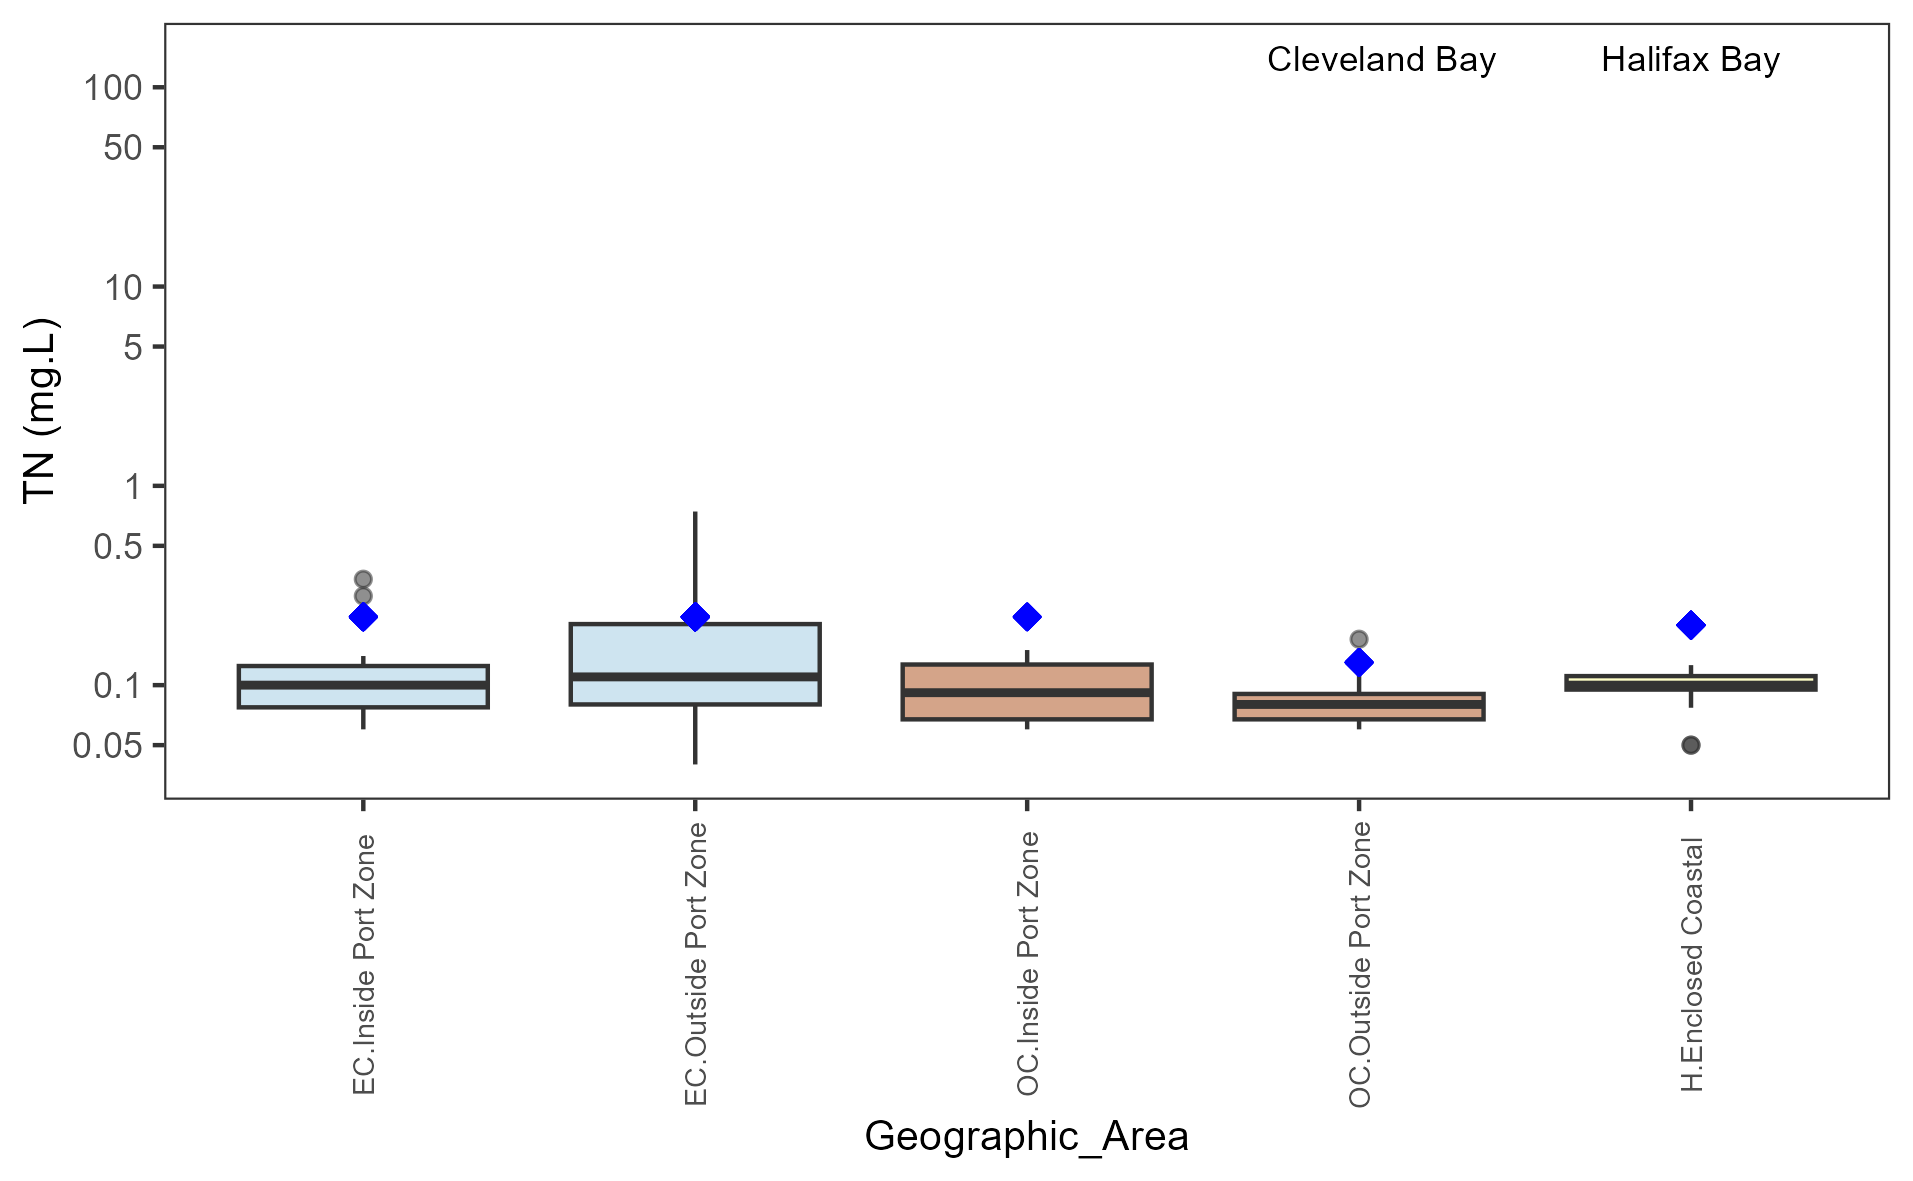 Cleveland Bay Halifax Bay
100
50
10
5
1
0.5
0.1
0.05
TN (mg.L)
EC.Inside Port Zone
EC.Outside Port Zone
OC.Inside Port Zone
OC.Outside Port Zone
H.Enclosed Coastal
Geographic_Area